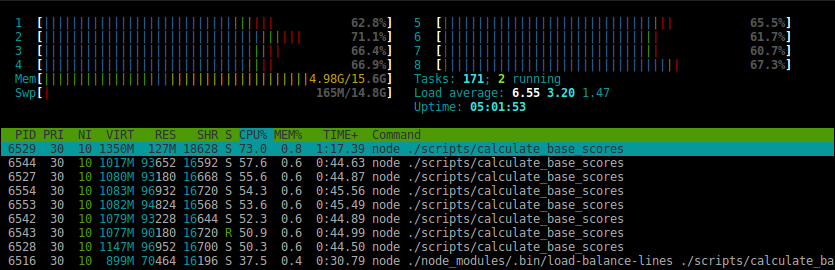 1 [||||||||||||||||||||||||||||||||| 62.8%] 5 [||||||||||||||||||||||||||||||||| 65.5%]
2 [||||||||||||||||||||||||||||||||||||| 71.1%] 6 [||||||||||||||||||||||||||||||| 61.7%]
3 [|||||||||||||||||||||||||||||||||| 66.4%] 7 [||||||||||||||||||||||||||||||| 60.7%]
4 [||||||||||||||||||||||||||||||||| 66.9%] 8 [|||||||||||||||||||||||||||||||||| 67.3%]
Mem[||||||||||||||||||||||||||||||||||||||4.98G/15.6G] Tasks: 171; 2 running
Swp[| 165M/14.8G] Load average: 6.55 3.20 1.47
Uptime: 05:01:53
PID PRI NI VIRT RES SHR S CPU% MEM% TIME+ Command
6529 30 10 1350M 127M 18628 S 73.0 0.8 1:17.39 node ./scripts/calculate_base_scores
6544 30 10 1017M 93652 16592 S 57.6 0.6 0:44.63 node ./scripts/calculate_base_scores
6527 30 10 1080M 93180 16668 S 55.6 0.6 0:44.87 node ./scripts/calculate_base_scores
6554 30 10 1083M 96932 16720 S 54.3 0.6 0:45.56 node ./scripts/calculate_base_scores
6553 30 10 1082M 94824 16568 S 53.6 0.6 0:45.49 node ./scripts/calculate_base_scores
6542 30 10 1079M 93228 16644 S 52.3 0.6 0:44.89 node ./scripts/calculate_base_scores
6543 30 10 1077M 90180 16720 R 50.9 0.6 0:44.99 node ./scripts/calculate_base_scores
6528 30 10 1147M 96952 16700 S 50.3 0.6 0:44.50 node ./scripts/calculate_base_scores
6516 30 10 899M 70464 16196 S 37.5 0.4 0:30.79 node ./node_modules/.bin/load-balance-lines ./scripts/calculate_ba